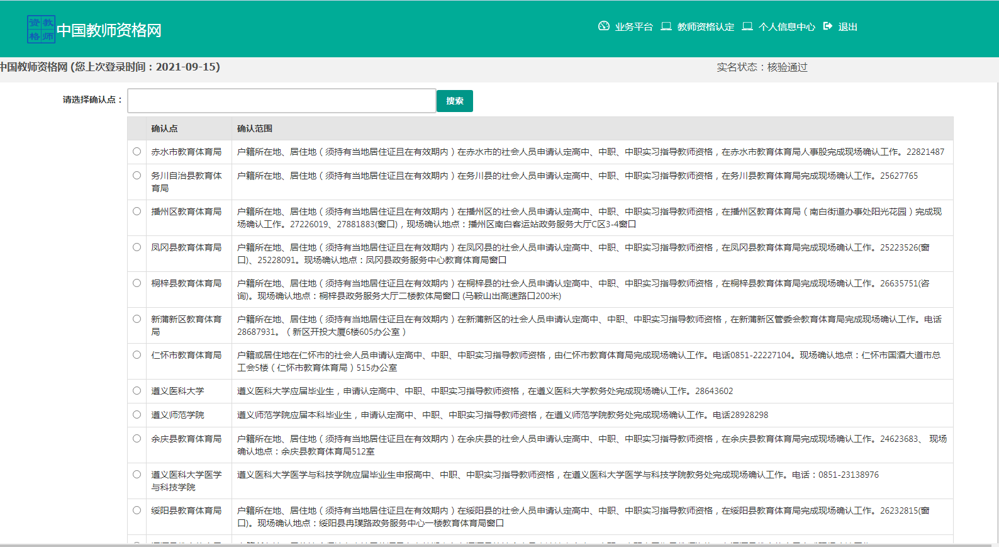 资教
格师
中国教师资格网
业务平台 教师资格认定 个人信息中心 退出
中国教师资格网 (您上次登录时间：2021-09-15)
实名状态：核验通过
请选择确认点：
搜索
确认点 确认范围
赤水市教育体育局 户籍所在地、居住地（须持有当地居住证且在有效期内）在赤水市的社会人员申请认定高中、中职、中职实习指导教师资格，在赤水市教育体育局人事股完成现场确认工作。22821487
务川自治县教育体
育局
户籍所在地、居住地（须持有当地居住证且在有效期内）在务川县的社会人员申请认定高中、中职、中职实习指导教师资格，在务川县教育体育局完成现场确认工作。25627765
播州区教育体育局 户籍所在地、居住地（须持有当地居住证且在有效期内）在播州区的社会人员申请认定高中、中职、中职实习指导教师资格，在播州区教育体育局（南白街道办事处阳光花园）完成现
场确认工作。27226019、27881883(窗口)，现场确认地点：播州区南白客运站政务服务大厅C区3-4窗口
凤冈县教育体育局 户籍所在地、居住地（须持有当地居住证且在有效期内）在凤冈县的社会人员申请认定高中、中职、中职实习指导教师资格，在凤冈县教育体育局完成现场确认工作。25223526(窗
口)、25228091。现场确认地点：凤冈县政务服务中心教育体育局窗口
桐梓县教育体育局 户籍所在地、居住地（须持有当地居住证且在有效期内）在桐梓县的社会人员申请认定高中、中职、中职实习指导教师资格，在桐梓县教育体育局完成现场确认工作。26635751(咨
询)。现场确认地点：桐梓县政务服务大厅二楼教体局窗口 (马鞍山出高速路口200米)
新蒲新区教育体育
局
户籍所在地、居住地（须持有当地居住证且在有效期内）在新蒲新区的社会人员申请认定高中、中职、中职实习指导教师资格，在新蒲新区管委会教育体育局完成现场确认工作。电话
28687931。（新区开投大厦6楼605办公室）
仁怀市教育体育局 户籍或居住地在仁怀市的社会人员申请认定高中、中职、中职实习指导教师资格，由仁怀市教育体育局完成现场确认工作。电话0851-22227104。现场确认地点：仁怀市国酒大道市总
工会5楼（仁怀市教育体育局）515办公室
遵义医科大学 遵义医科大学应届毕业生，申请认定高中、中职、中职实习指导教师资格，在遵义医科大学教务处完成现场确认工作。28643602
遵义师范学院 遵义师范学院应届本科毕业生，申请认定高中、中职、中职实习指导教师资格，在遵义师范学院教务处完成现场确认工作。电话28928298
余庆县教育体育局 户籍所在地、居住地（须持有当地居住证且在有效期内）在余庆县的社会人员申请认定高中、中职、中职实习指导教师资格，在余庆县教育体育局完成现场确认工作。24623683、 现场
确认地点：余庆县教育体育局512室
遵义医科大学医学
与科技学院
遵义医科大学医学与科技学院应届毕业生申报高中、中职、中职实习指导教师资格，在遵义医科大学医学与科技学院教务处完成现场确认工作。电话：0851-23138976
绥阳县教育体育局 户籍所在地、居住地（须持有当地居住证且在有效期内）在绥阳县的社会人员申请认定高中、中职、中职实习指导教师资格，在绥阳县教育体育局完成现场确认工作。26232815(窗
口)。现场确认地点：绥阳县冉璞路政务服务中心一楼教育体育局窗口